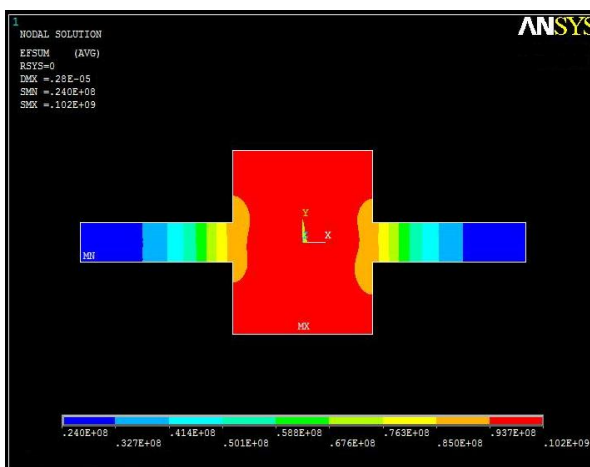 1
ANSYS
NODAL SOLUTION
EFSUM (AVG)
RSYS=0
DMX =.28E-05
SMN =.240E+08
SMX =.102E+09
Y
X
MN
MX
.240E+08 .414E+08 .588E+08 .763E+08 .937E+08
.327E+08 .501E+08 .676E+08 .850E+08 .102E+09